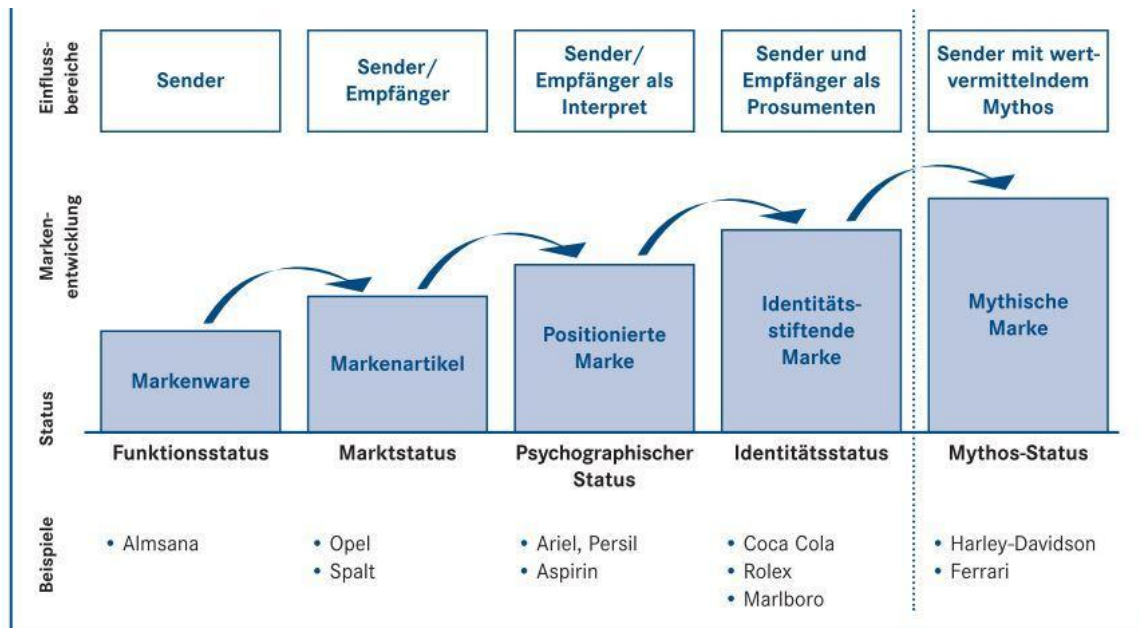 Einfluss-
bereiche
Sender
Sender/
Empfänger
Sender/
Empfänger als
Interpret
Sender und
Empfänger als
Prosumenten
Sender mit wert-
vermittelndem
Mythos
Marken-
entwicklung
Markenware
Markenartikel
Positionierte
Marke
Identitäts-
stiftende
Marke
Mythische
Marke
Status
Funktionsstatus
Marktstatus
Psychographischer
Status
Identitätsstatus
Mythos-Status
Beispiele
• Almsana
• Opel
• Spalt
• Ariel, Persil
• Aspirin
• Coca Cola
• Rolex
• Marlboro
• Harley-Davidson
• Ferrari